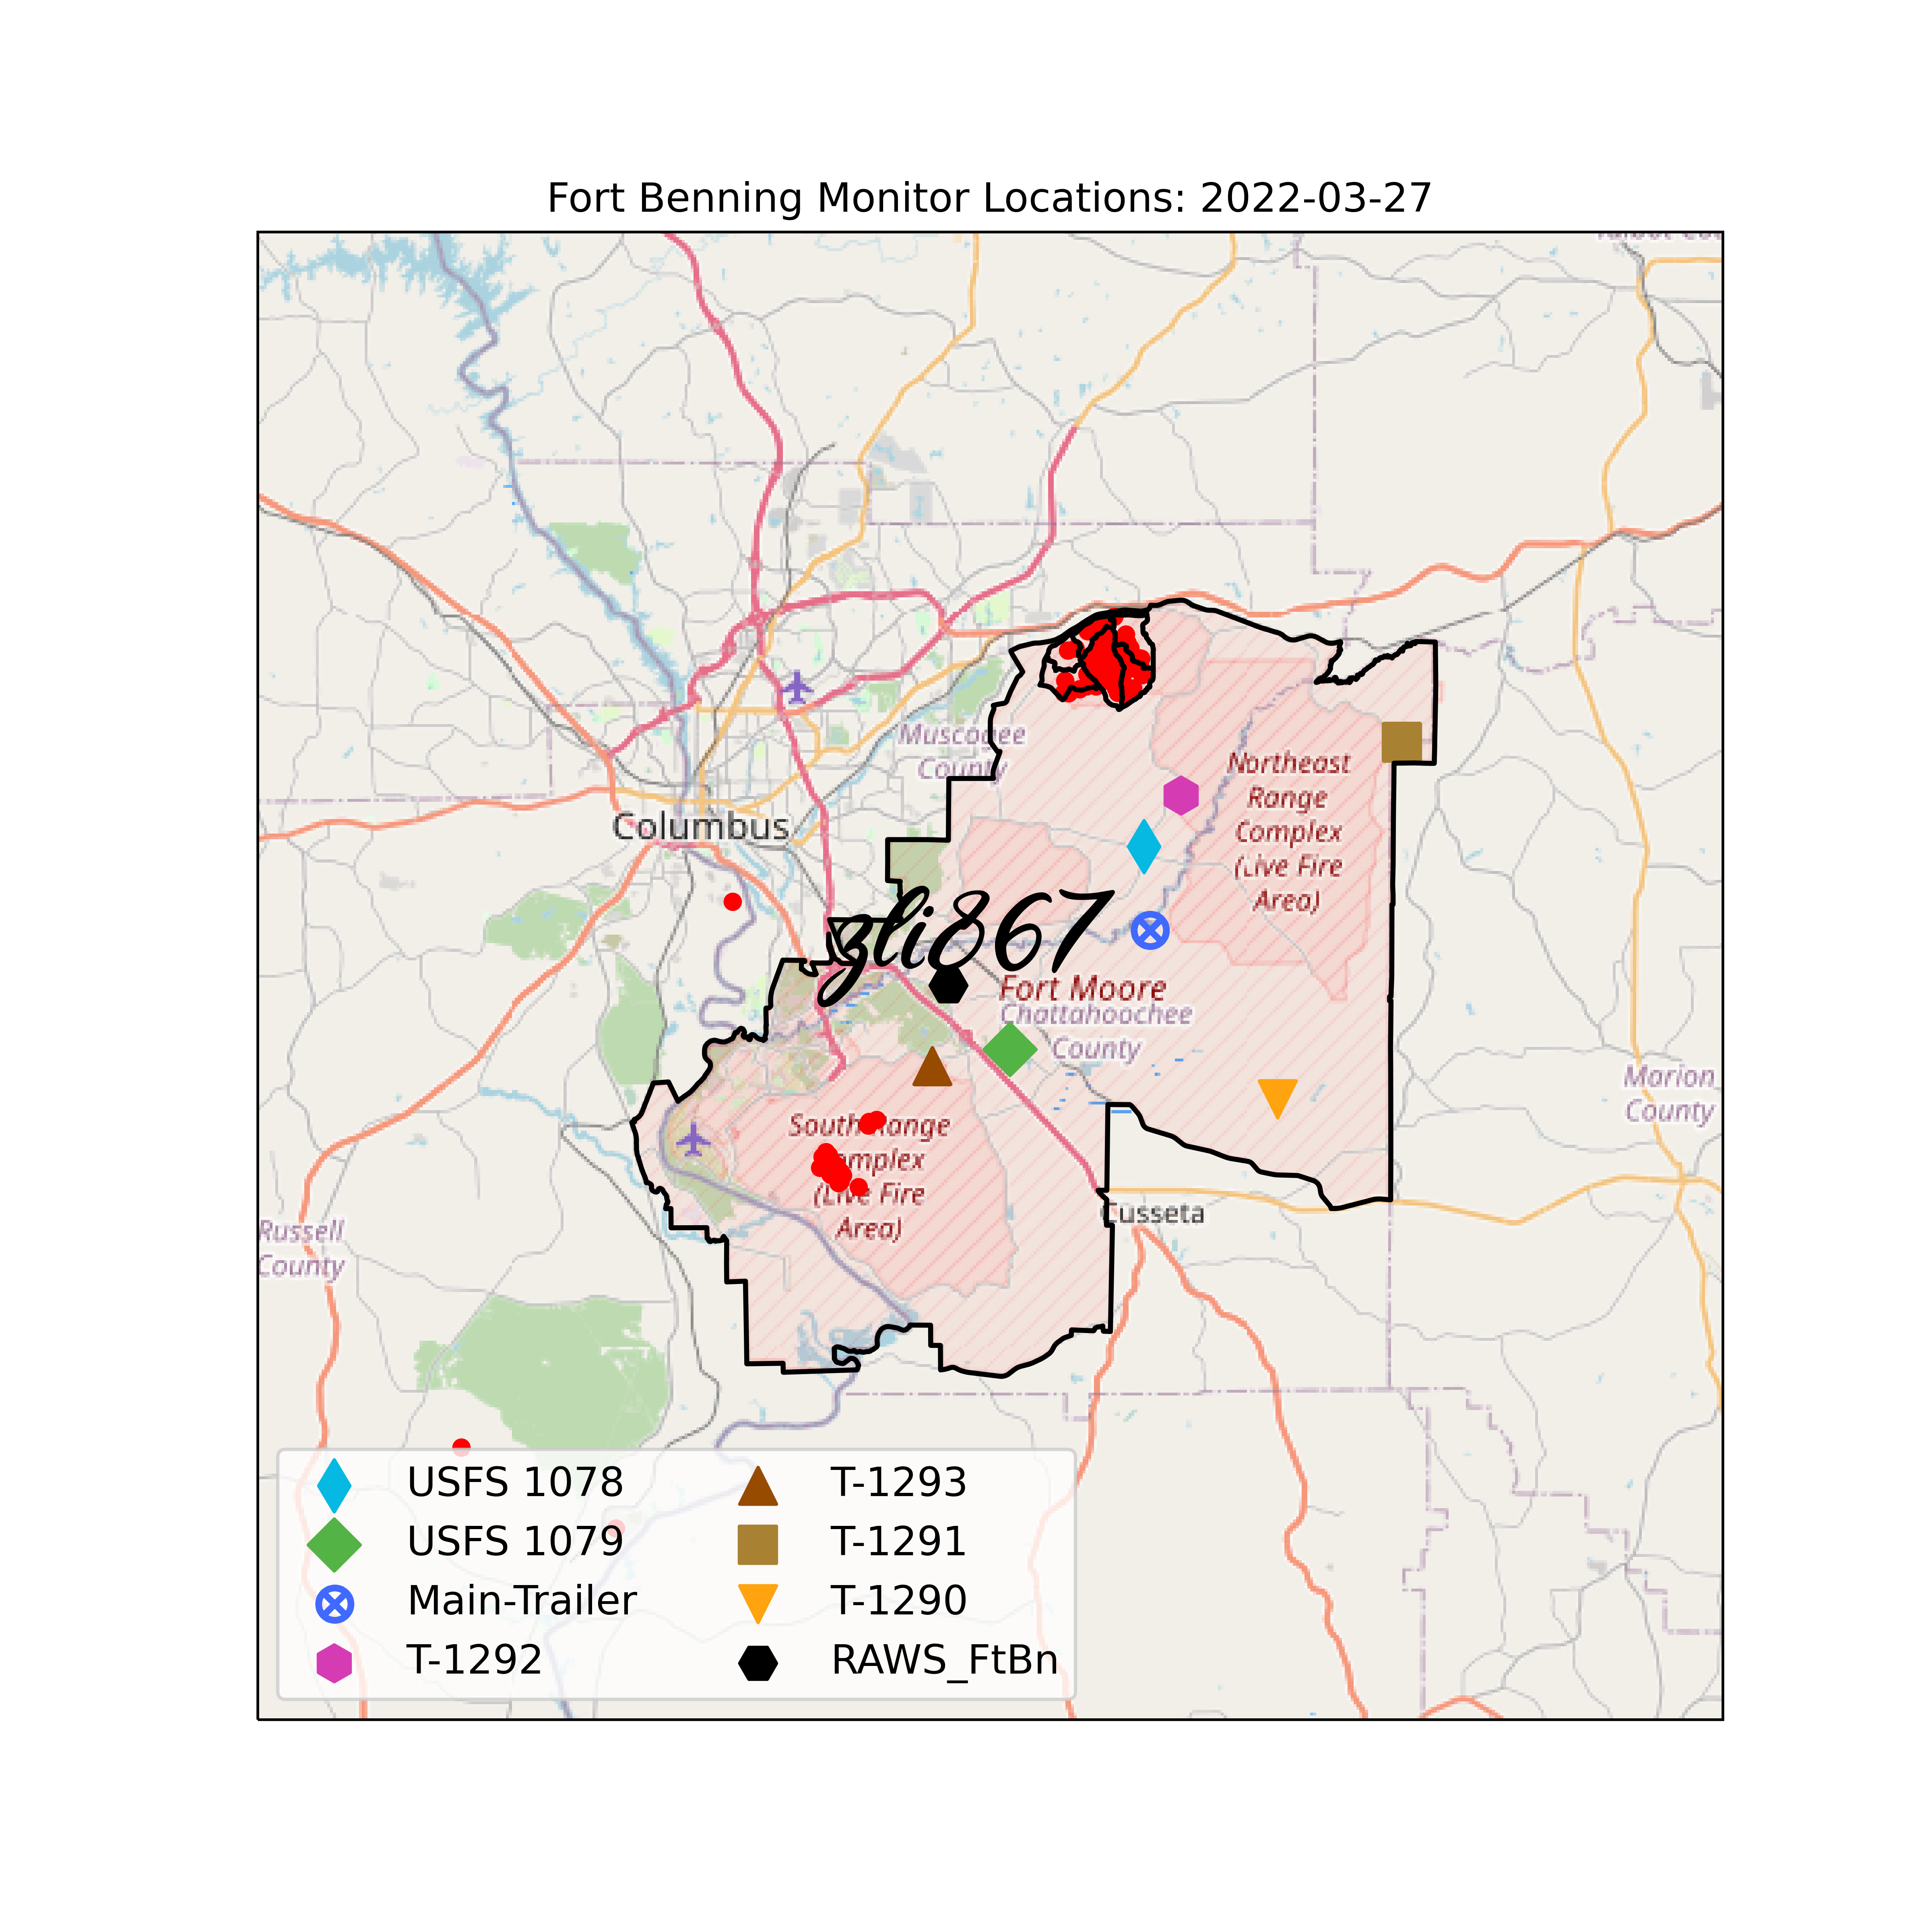 Fort Benning Monitor Locations: 2022-03-27
Muscogee
County
Northeast
Range
Complex
(Live Fire
Area)
Columbus
zli867
Fort Moore
Chattahoochee
County
Marion
County
South Range
Complex
(Live Fire
Area)
Cusseta
Russell
County
USFS 1078
USFS 1079
Main-Trailer
T-1292
T-1293
T-1291
T-1290
RAWS_FtBn